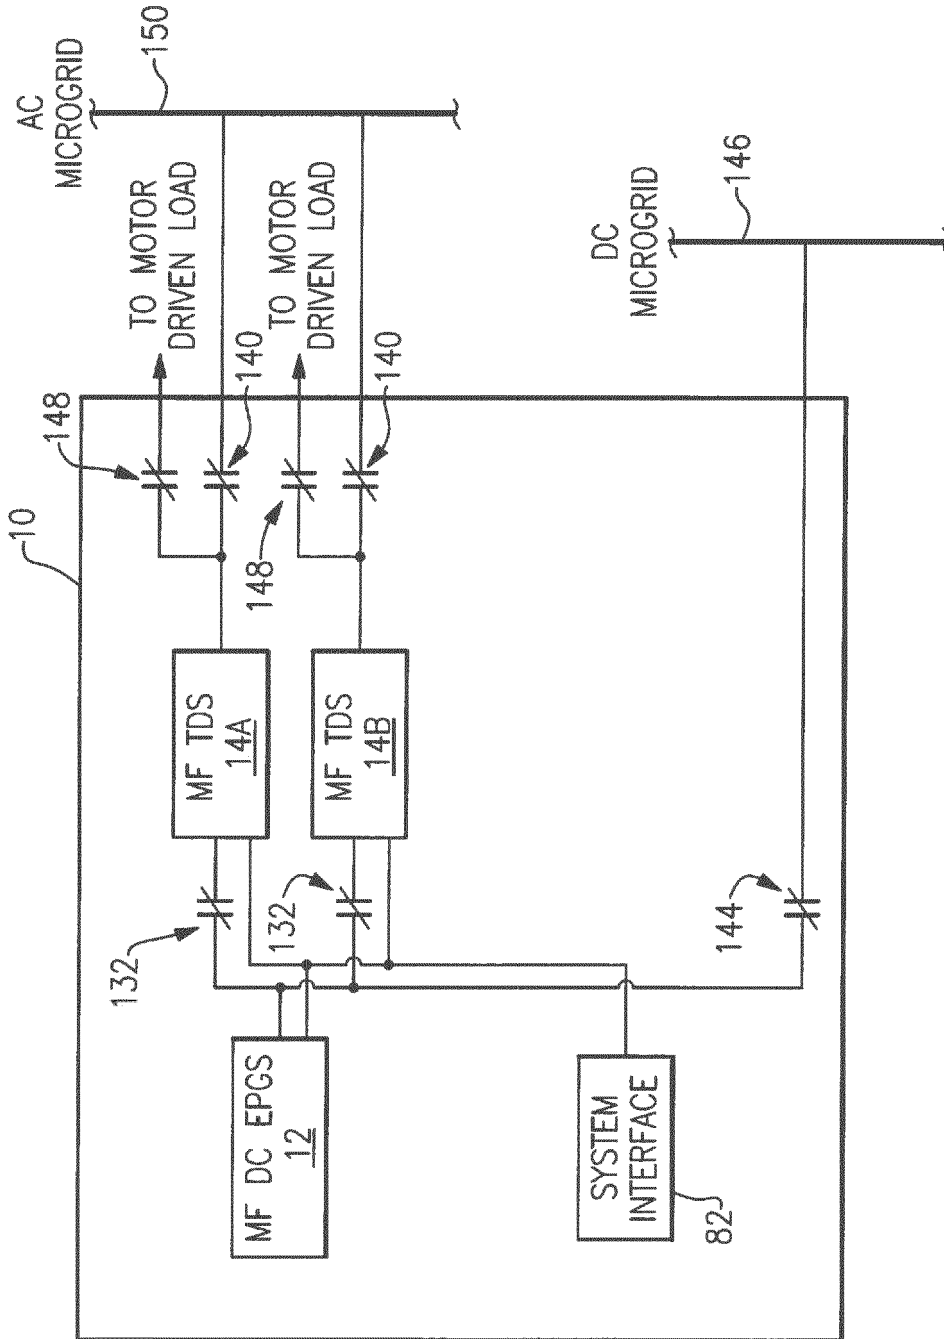 10
148
TO MOTOR
DRIVEN LOAD
140
AC
MICROGRID
150
132
MF TDS
14A
148
TO MOTOR
DRIVEN LOAD
140
MF DC EPGS
12
132
MF TDS
14B
SYSTEM
INTERFACE
82
144
DC
MICROGRID
146